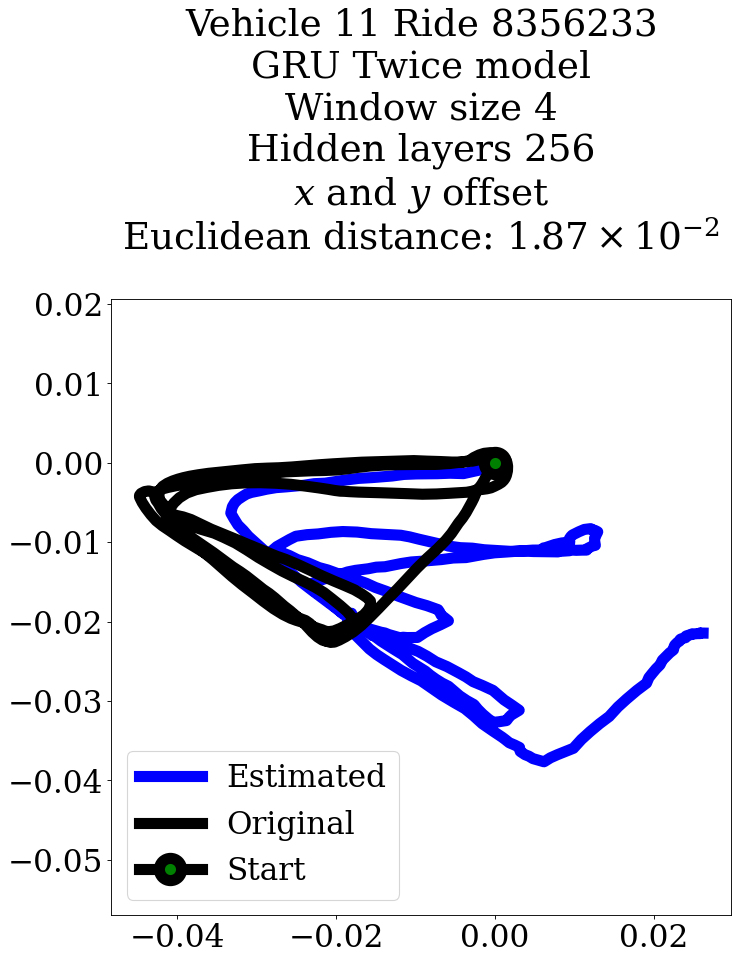 Vehicle 11 Ride 8356233
GRU Twice model
Window size 4
Hidden layers 256
x and y offset
Euclidean distance: 1.87 × 10⁻²
0.02
0.01
0.00
−0.01
−0.02
−0.03
−0.04
−0.05
Estimated
Original
Start
−0.04 −0.02 0.00 0.02